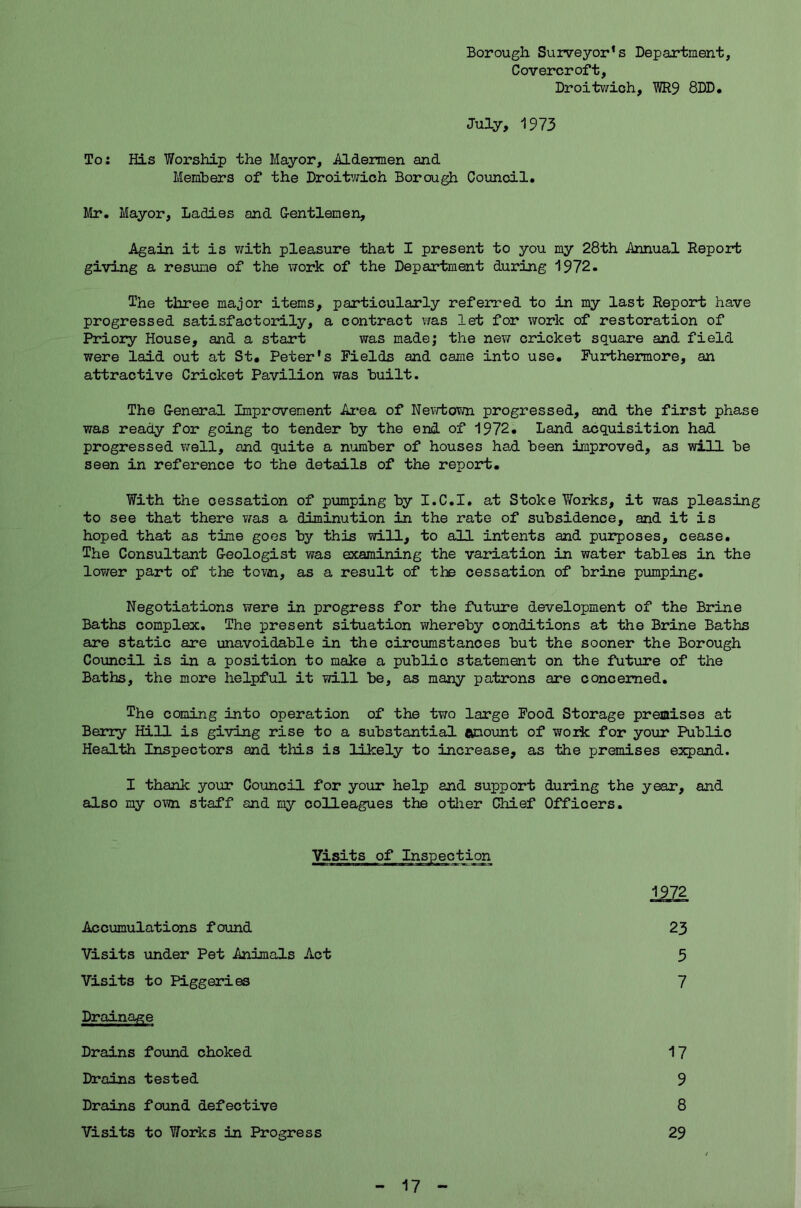 Borough Surveyor's Department,
Covercroft,
Droitwich, WR9 8DD.
July, 1973
To: His Worship the Mayor, Aldermen and
Members of the Droitwich Borough Council.
Mr. Mayor, Ladies and Gentlemen,
Again it is with pleasure that I present to you my 28th Annual Report
giving a resume of the work of the Department during 1972.
The three major items, particularly referred to in my last Report have
progressed satisfactorily, a contract was let for work of restoration of
Priory House, and a start was made; the new cricket square and field
were laid out at St. Peter's Fields and came into use. Furthermore, an
attractive Cricket Pavilion was built.
The General Improvement Area of Newtown progressed, and the first phase
was ready for going to tender by the end of 1972. Land acquisition had
progressed well, and quite a number of houses had been improved, as will be
seen in reference to the details of the report.
With the cessation of pumping by I.C.I. at Stoke Works, it was pleasing
to see that there was a diminution in the rate of subsidence, and it is
hoped that as time goes by this will, to all intents and purposes, cease.
The Consultant Geologist was examining the variation in water tables in the
lower part of the town, as a result of the cessation of brine pumping.
Negotiations were in progress for the future development of the Brine
Baths complex. The present situation whereby conditions at the Brine Baths
are static are unavoidable in the circumstances but the sooner the Borough
Council is in a position to make a public statement on the future of the
Baths, the more helpful it will be, as many patrons are concerned.
The coming into operation of the two large Food Storage premises at
Berry Hill is giving rise to a substantial amount of work for your Public
Health Inspectors and this is likely to increase, as the premises expand.
I thank your Council for your help and support during the year, and
also my own staff and my colleagues the other Chief Officers.
Visits of Inspection
1972
Accumulations found 23
Visits under Pet Animals Act 5
Visits to Piggeries 7
Drainage
Drains found choked 17
Drains tested 9
Drains found defective 8
Visits to Works in Progress 29
- 17 -